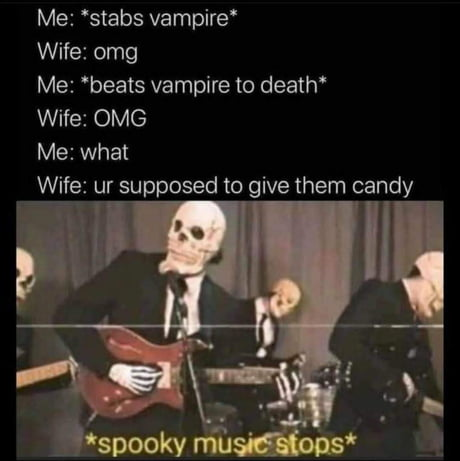 Me: *stabs vampire*
Wife: omg
Me: *beats vampire to death*
Wife: OMG
Me: what
Wife: ur supposed to give them candy
*spooky music stops*